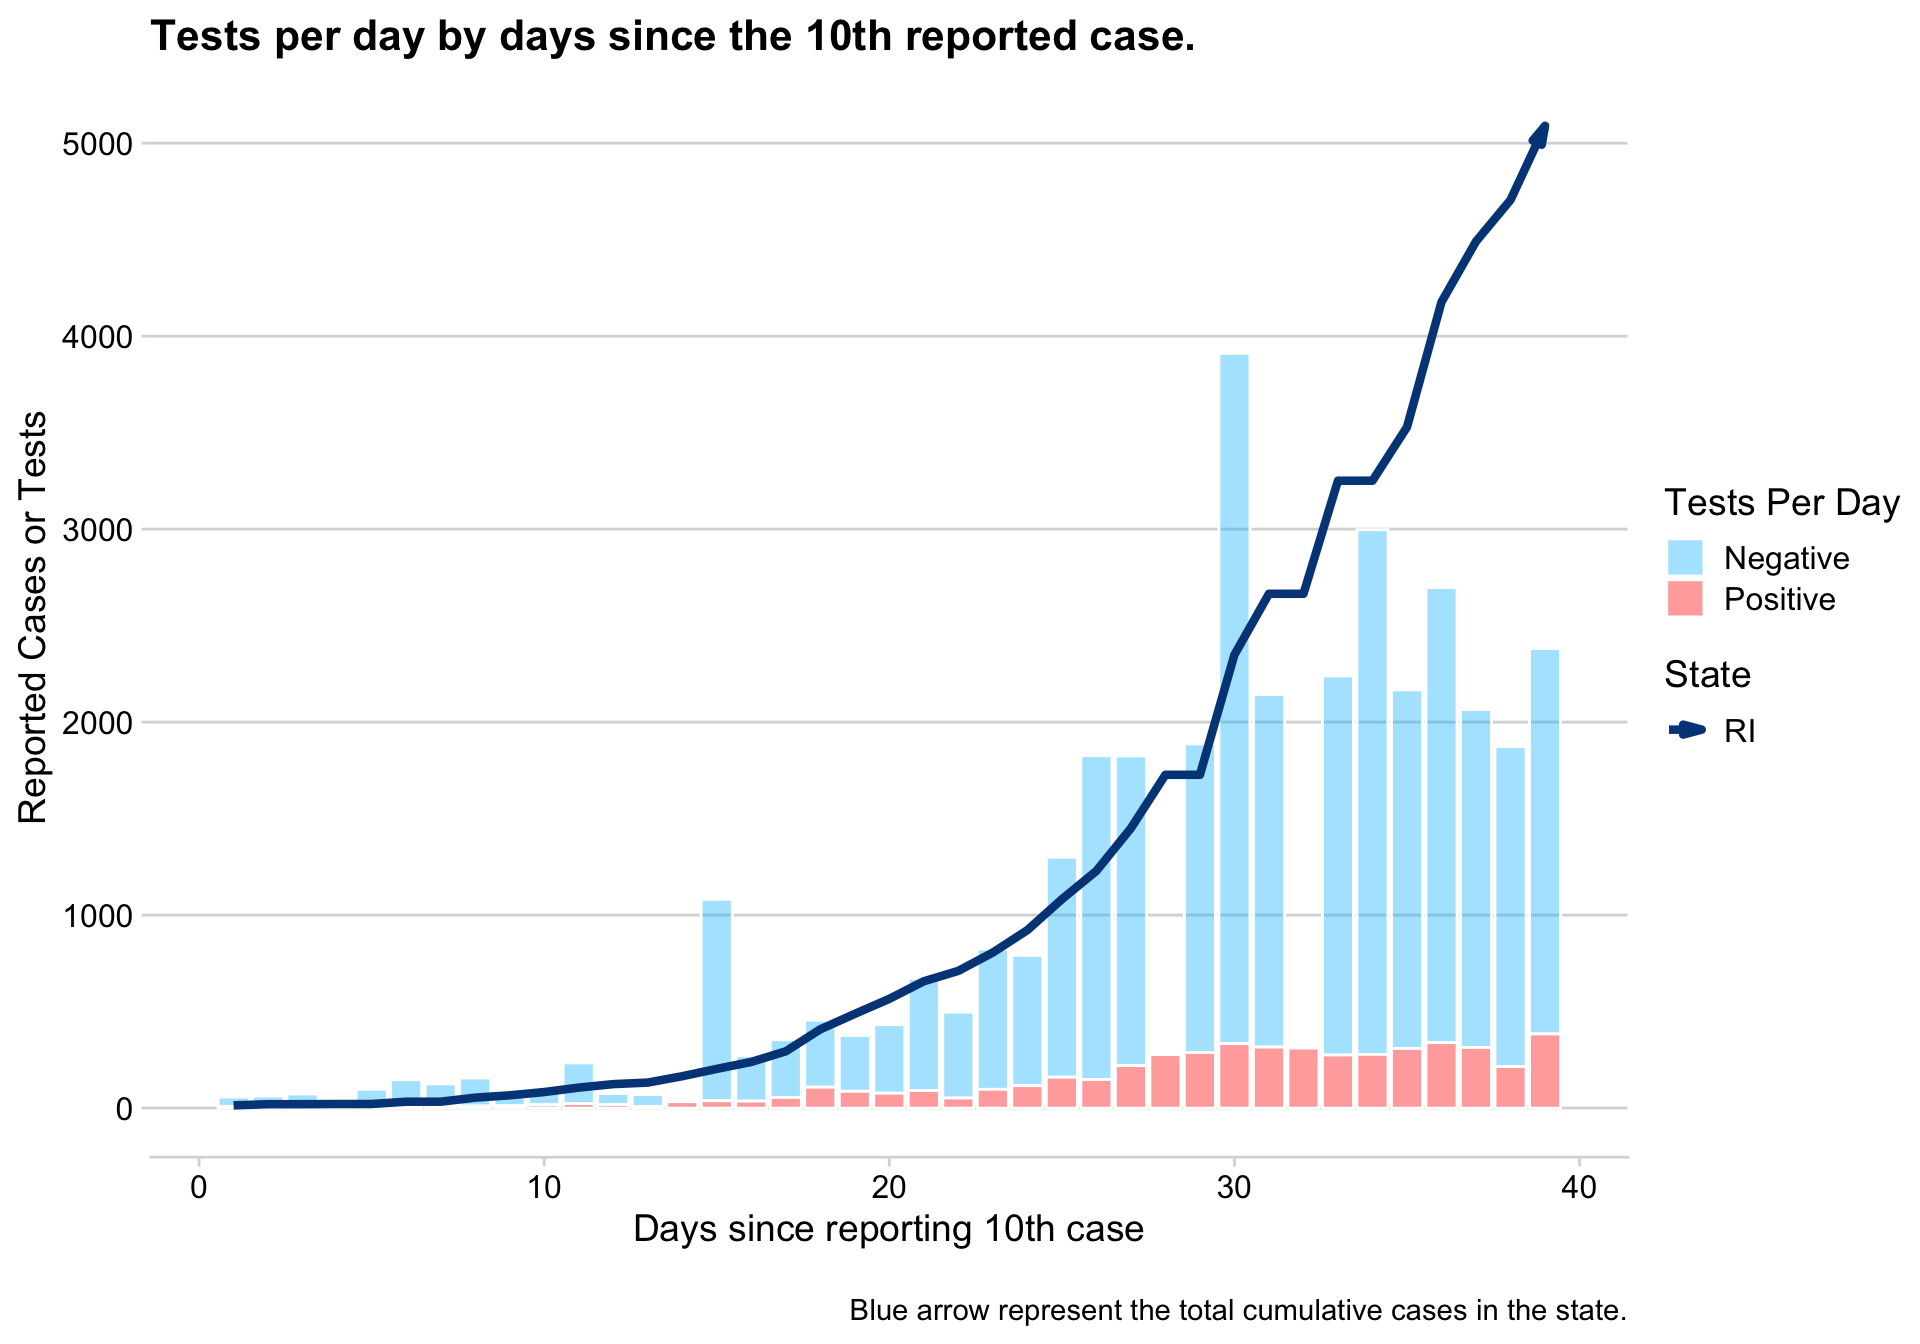 Tests per day by days since the 10th reported case.
5000
4000
3000
2000
1000
0
Reported Cases or Tests
0 10 20 30 40
Days since reporting 10th case
Tests Per Day
Negative
Positive
State
RI
Blue arrow represent the total cumulative cases in the state.